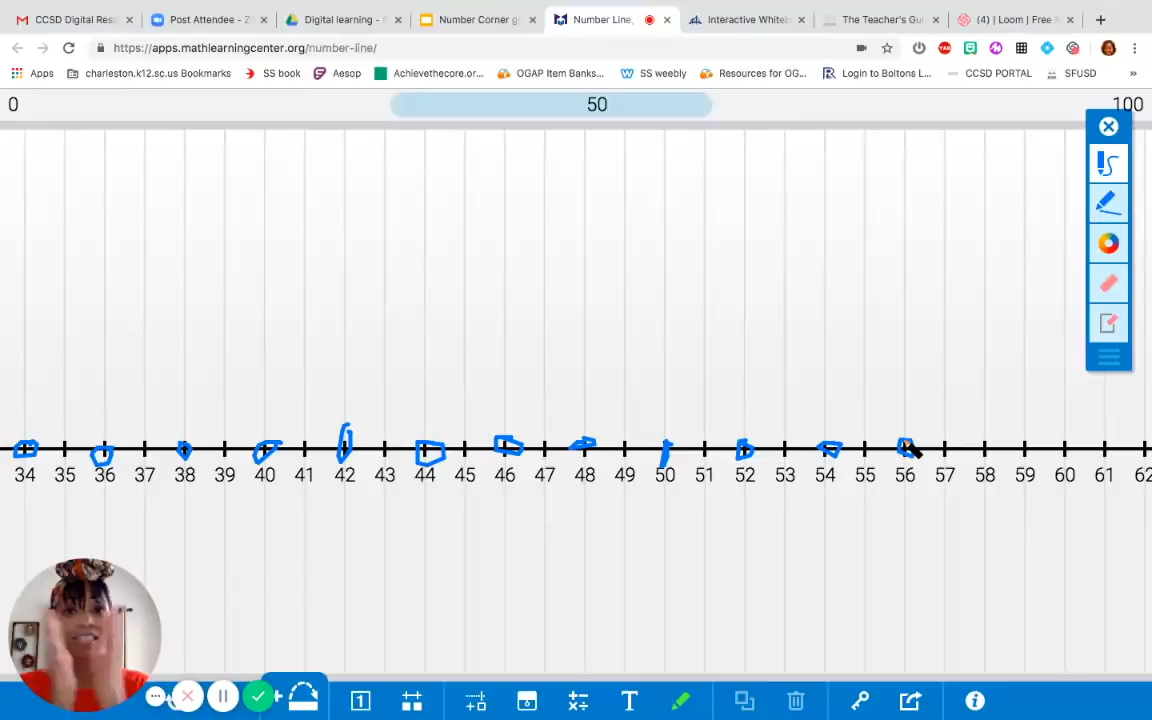 CCSD Digital Res
Post Attendee - Z
Digital learning -
Number Corner g
Number Line,
Interactive Whiteb
The Teacher's Gu
(4) | Loom | Free
https://apps.mathlearningcenter.org/number-line/
Apps charleston.k12.sc.us Bookmarks SS book Aesop Achievethecore.or... OGAP Item Banks... SS weebly Resources for OG... Login to Boltons L... CCSD PORTAL SFUSD »
0 50 100
34 35 36 37 38 39 40 41 42 43 44 45 46 47 48 49 50 51 52 53 54 55 56 57 58 59 60 61 62
1 T